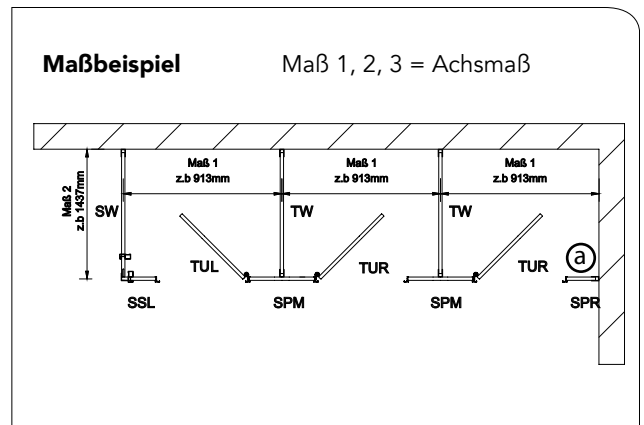 Maßbeispiel Maß 1, 2, 3 = Achsmaß
Maß 1
z.b 913mm
Maß 1
z.b 913mm
Maß 1
z.b 913mm
Maß 2
z.b 1437mm
SW
TW
TW
TUL
TUR
TUR
a
SSL
SPM
SPM
SPR